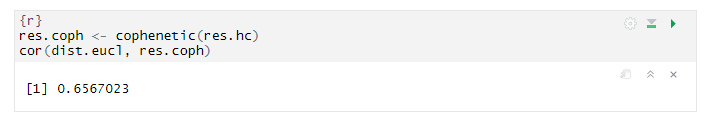 {r}
res.coph <- cophenetic(res.hc)
cor(dist.eucl, res.coph)
[1] 0.6567023